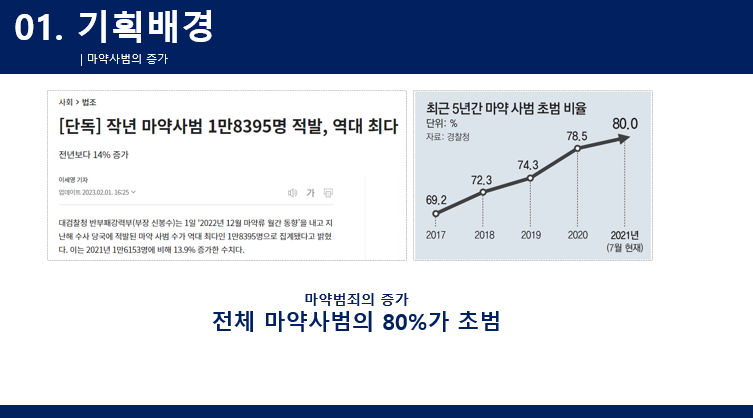 01. 기획배경
| 마약사범의 증가
사회 > 법조
[단독] 작년 마약사범 1만8395명 적발, 역대 최다
전년보다 14% 증가
이세영 기자
업데이트 2023.02.01. 16:25
가
대검찰청 반부패강력부(부장 신봉수)는 1일 '2022년 12월 마약류 월간 동향'을 내고 지
난해 수사 당국에 적발된 마약 사범 수가 역대 최다인 1만8395명으로 집계됐다고 밝혔
다. 이는 2021년 1만6153명에 비해 13.9% 증가한 수치다.
최근 5년간 마약 사범 초범 비율
단위: %
자료: 경찰청
69.2
72.3
74.3
78.5
80.0
2017
2018
2019
2020
2021년
(7월 현재)
마약범죄의 증가
전체 마약사범의 80%가 초범